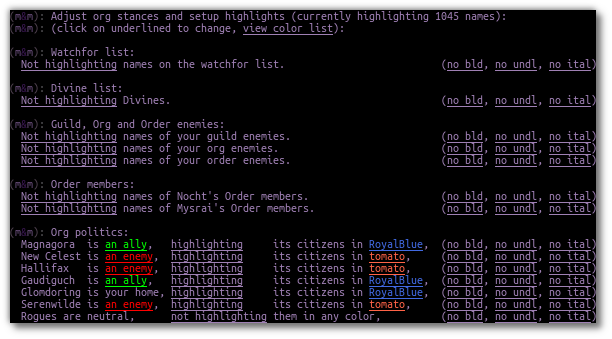 (m&m): Adjust org stances and setup highlights (currently highlighting 1045 names):
(m&m): (click on underlined to change, view color list):
(m&m): Watchfor list:
Not highlighting names on the watchfor list. (no bld, no undl, no ital)
(m&m): Divine list:
Not highlighting Divines. (no bld, no undl, no ital)
(m&m): Guild, Org and Order enemies:
Not highlighting names of your guild enemies. (no bld, no undl, no ital)
Not highlighting names of your org enemies. (no bld, no undl, no ital)
Not highlighting names of your order enemies. (no bld, no undl, no ital)
(m&m): Order members:
Not highlighting names of Nocht's Order members. (no bld, no undl, no ital)
Not highlighting names of Mysrai's Order members. (no bld, no undl, no ital)
(m&m): Org politics:
Magnagora is an ally, highlighting its citizens in RoyalBlue, (no bld, no undl, no ital)
New Celest is an enemy, highlighting its citizens in tomato, (no bld, no undl, no ital)
Hallifax is an enemy, highlighting its citizens in tomato, (no bld, no undl, no ital)
Gaudiguch is an ally, highlighting its citizens in RoyalBlue, (no bld, no undl, no ital)
Glomdoring is your home, highlighting its citizens in RoyalBlue, (no bld, no undl, no ital)
Serenwilde is an enemy, highlighting its citizens in tomato, (no bld, no undl, no ital)
Rogues are neutral, not highlighting them in any color, (no bld, no undl, no ital)